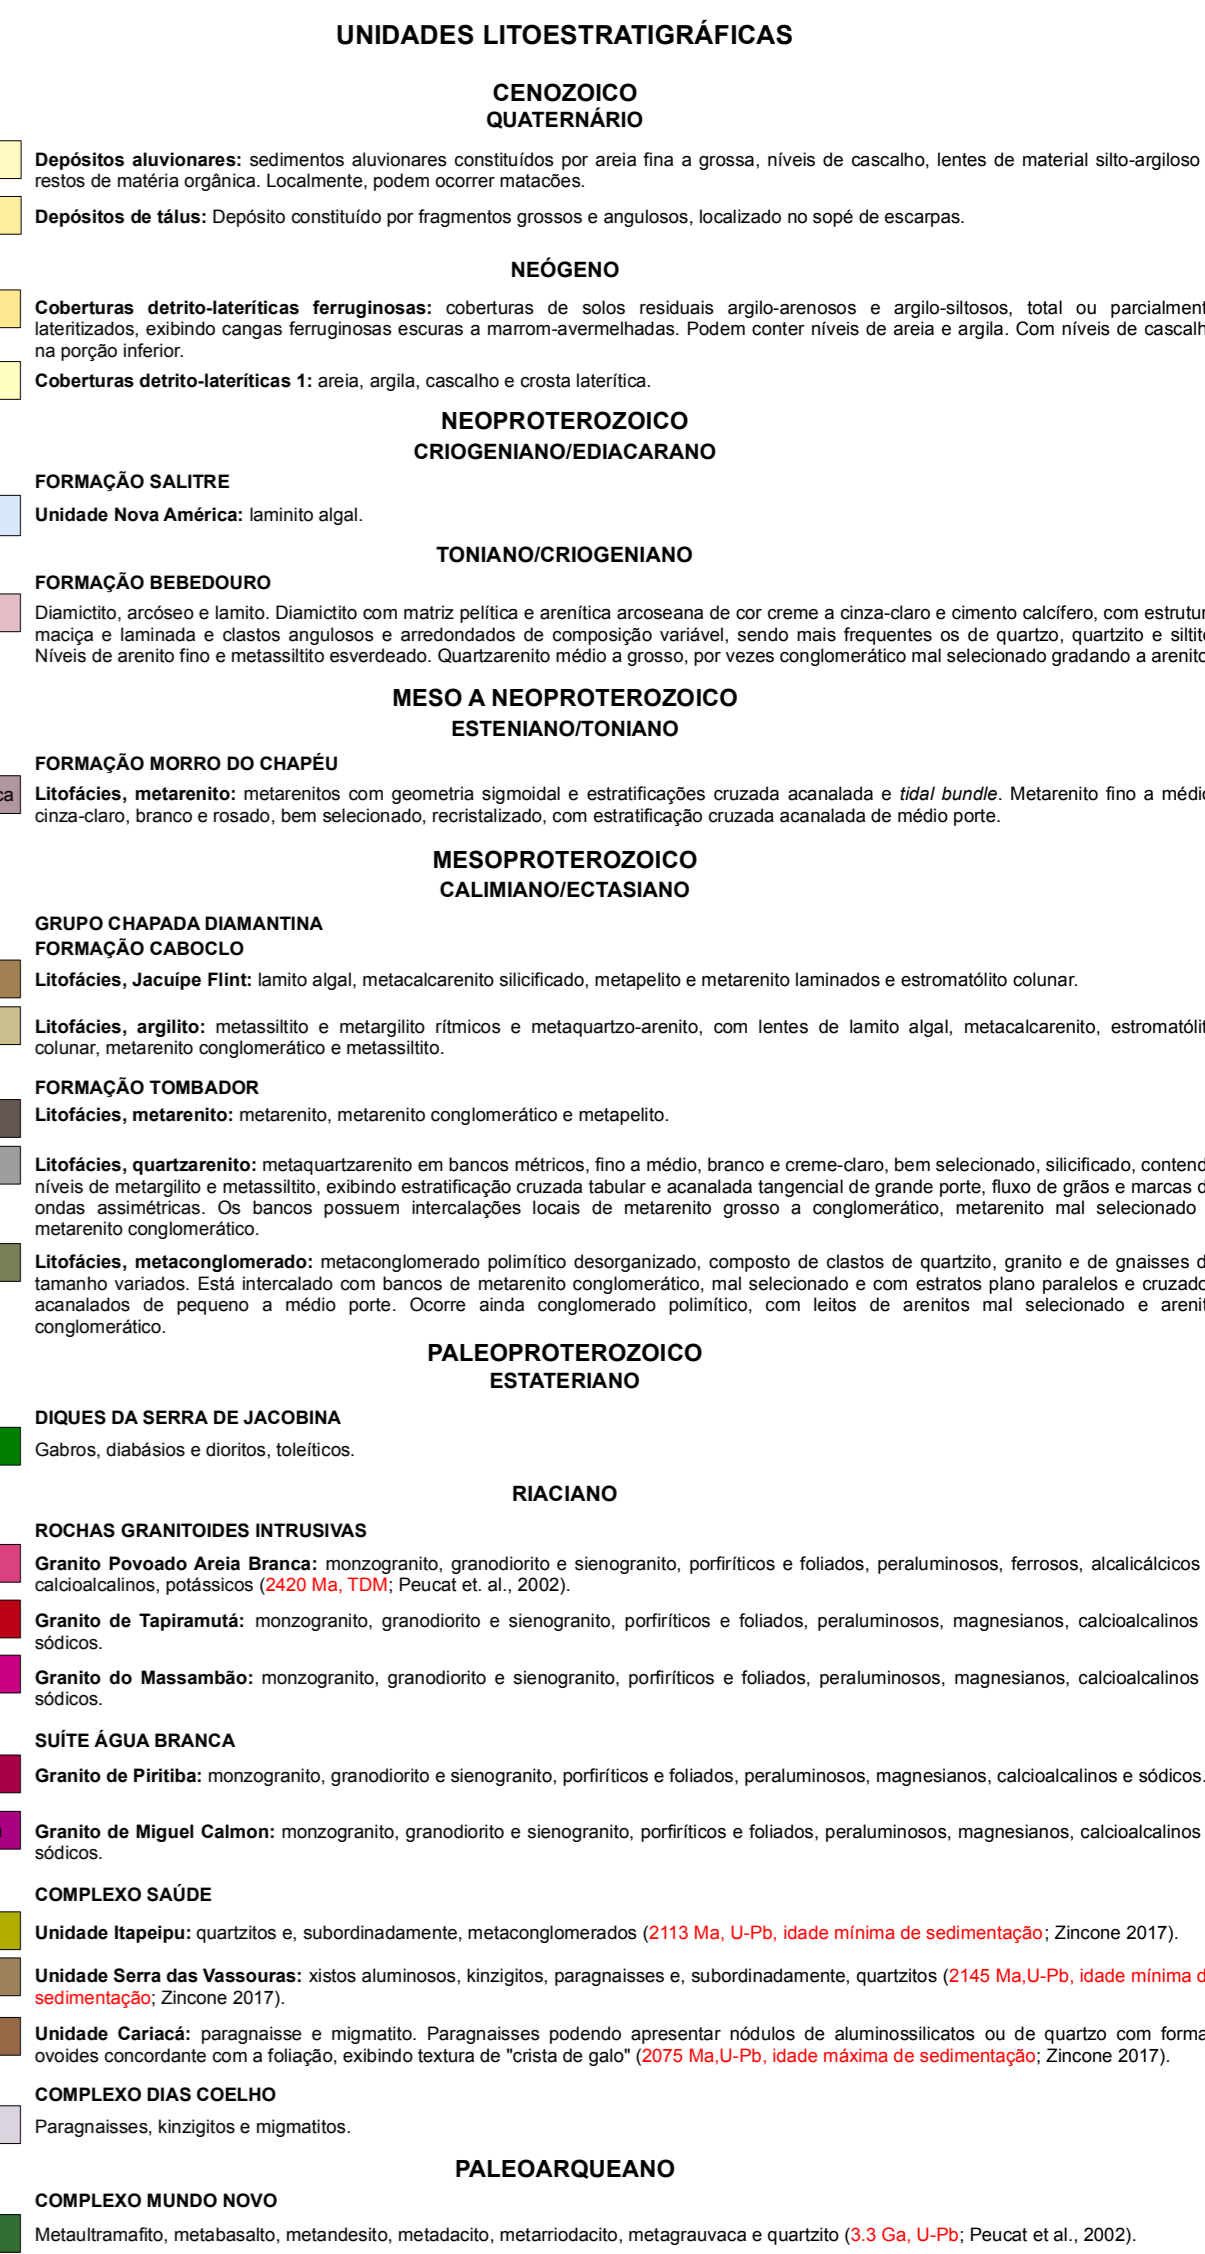 UNIDADES LITOESTRATIGRÁFICAS
CENOZOICO
QUATERNÁRIO
Depósitos aluvionares: sedimentos aluvionares constituídos por areia fina a grossa, níveis de cascalho, lentes de material silto-argiloso
restos de matéria orgânica. Localmente, podem ocorrer matacões.
Depósitos de tálus: Depósito constituído por fragmentos grossos e angulosos, localizado no sopé de escarpas.
NEÓGENO
Coberturas detrito-lateríticas ferruginosas: coberturas de solos residuais argilo-arenosos e argilo-siltosos, total ou parcialment
lateritizados, exibindo cangas ferruginosas escuras a marrom-avermelhadas. Podem conter níveis de areia e argila. Com níveis de cascalh
na porção inferior.
Coberturas detrito-lateríticas 1: areia, argila, cascalho e crosta laterítica.
NEOPROTEROZOICO
CRIOGENIANO/EDIACARANO
FORMAÇÃO SALITRE
Unidade Nova América: laminito algal.
TONIANO/CRIOGENIANO
FORMAÇÃO BEBEDOURO
Diamictito, arcóseo e lamito. Diamictito com matriz pelítica e arenítica arcoseana de cor creme a cinza-claro e cimento calcífero, com estrutur
maciça e laminada e clastos angulosos e arredondados de composição variável, sendo mais frequentes os de quartzo, quartzito e siltit
Níveis de arenito fino e metassiltito esverdeado. Quartzarenito médio a grosso, por vezes conglomerático mal selecionado gradando a arenito
MESO A NEOPROTEROZOICO
ESTENIANO/TONIANO
FORMAÇÃO MORRO DO CHAPÉU
ca Litofácies, metarenito: metarenitos com geometria sigmoidal e estratificações cruzada acanalada e tidal bundle. Metarenito fino a médio
cinza-claro, branco e rosado, bem selecionado, recristalizado, com estratificação cruzada acanalada de médio porte.
MESOPROTEROZOICO
CALIMIANO/ECTASIANO
GRUPO CHAPADA DIAMANTINA
FORMAÇÃO CABOCLO
Litofácies, Jacuípe Flint: lamito algal, metacalcarenito silicificado, metapelito e metarenito laminados e estromatólito colunar.
Litofácies, argilito: metassiltito e metargilito rítmicos e metaquartzo-arenito, com lentes de lamito algal, metacalcarenito, estromatólit
colunar, metarenito conglomerático e metassiltito.
FORMAÇÃO TOMBADOR
Litofácies, metarenito: metarenito, metarenito conglomerático e metapelito.
Litofácies, quartzarenito: metaquartzarenito em bancos métricos, fino a médio, branco e creme-claro, bem selecionado, silicificado, contend
níveis de metargilito e metassiltito, exibindo estratificação cruzada tabular e acanalada tangencial de grande porte, fluxo de grãos e marcas d
ondas assimétricas. Os bancos possuem intercalações locais de metarenito grosso a conglomerático, metarenito mal selecionado
metarenito conglomerático.
Litofácies, metaconglomerado: metaconglomerado polimítico desorganizado, composto de clastos de quartzito, granito e de gnaisses d
tamanho variados. Está intercalado com bancos de metarenito conglomerático, mal selecionado e com estratos plano paralelos e cruzado
acanalados de pequeno a médio porte. Ocorre ainda conglomerado polimítico, com leitos de arenitos mal selecionado e arenit
conglomerático.
PALEOPROTEROZOICO
ESTATERIANO
DIQUES DA SERRA DE JACOBINA
Gabros, diabásios e dioritos, toleíticos.
RIACIANO
ROCHAS GRANITOIDES INTRUSIVAS
Granito Povoado Areia Branca: monzogranito, granodiorito e sienogranito, porfiríticos e foliados, peraluminosos, ferrosos, alcalicálcicos
calcioalcalinos, potássicos (2420 Ma, TDM; Peucat et. al., 2002).
Granito de Tapiramutá: monzogranito, granodiorito e sienogranito, porfiríticos e foliados, peraluminosos, magnesianos, calcioalcalinos
sódicos.
Granito do Massambão: monzogranito, granodiorito e sienogranito, porfiríticos e foliados, peraluminosos, magnesianos, calcioalcalinos
sódicos.
SUÍTE ÁGUA BRANCA
Granito de Piritiba: monzogranito, granodiorito e sienogranito, porfiríticos e foliados, peraluminosos, magnesianos, calcioalcalinos e sódicos.
Granito de Miguel Calmon: monzogranito, granodiorito e sienogranito, porfiríticos e foliados, peraluminosos, magnesianos, calcioalcalinos
sódicos.
COMPLEXO SAÚDE
Unidade Itapeipu: quartzitos e, subordinadamente, metaconglomerados (2113 Ma, U-Pb, idade mínima de sedimentação; Zincone 2017).
Unidade Serra das Vassouras: xistos aluminosos, kinzigitos, paragnaisses e, subordinadamente, quartzitos (2145 Ma,U-Pb, idade mínima d
sedimentação; Zincone 2017).
Unidade Cariacá: paragnaisse e migmatito. Paragnaisses podendo apresentar nódulos de aluminossilicatos ou de quartzo com forma
ovoides concordante com a foliação, exibindo textura de "crista de galo" (2075 Ma,U-Pb, idade máxima de sedimentação; Zincone 2017).
COMPLEXO DIAS COELHO
Paragnaisses, kinzigitos e migmatitos.
PALEOARQUEANO
COMPLEXO MUNDO NOVO
Metaultramafito, metabasalto, metandesito, metadacito, metarriodacito, metagrauvaca e quartzito (3.3 Ga, U-Pb; Peucat et al., 2002).